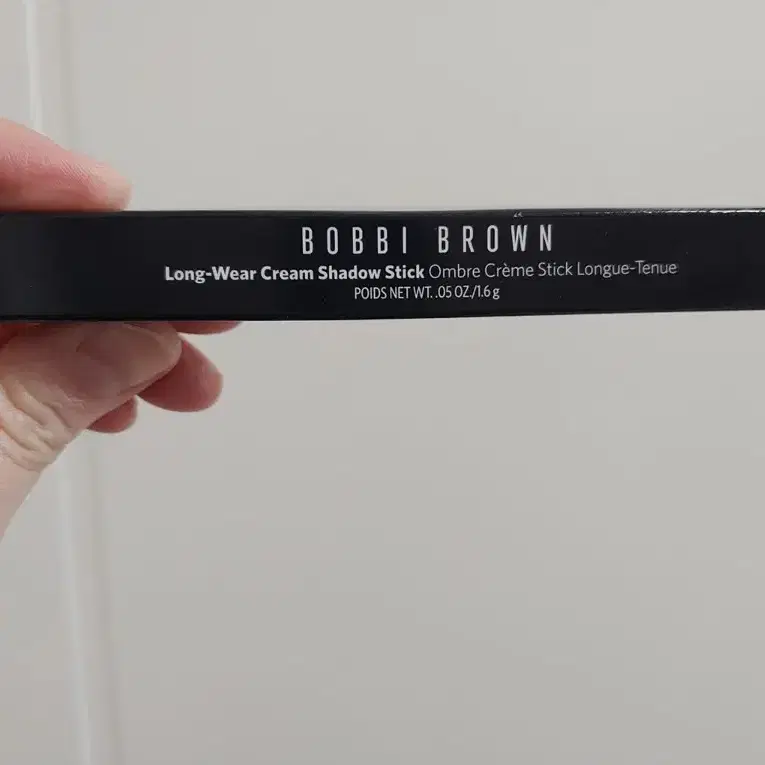 BOBBI BROWN
Long-Wear Cream Shadow Stick Ombre Crème Stick Longue-Tenue
POIDS NET WT. .05 OZ./1.6 g